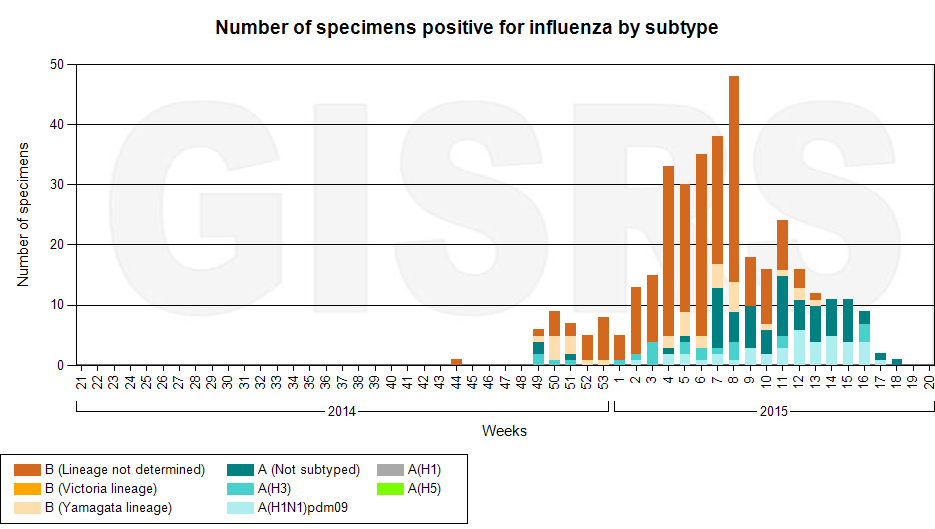 Number of specimens positive for influenza by subtype
GISRS
Number of specimens
50
40
30
20
10
0
21 22 23 24 25 26 27 28 29 30 31 32 33 34 35 36 37 38 39 40 41 42 43 44 45 46 47 48 49 50 51 52 53 1 2 3 4 5 6 7 8 9 10 11 12 13 14 15 16 17 18 19 20
2014 2015
Weeks
B (Lineage not determined) A (Not subtyped) A(H1)
B (Victoria lineage) A(H3) A(H5)
B (Yamagata lineage) A(H1N1)pdm09